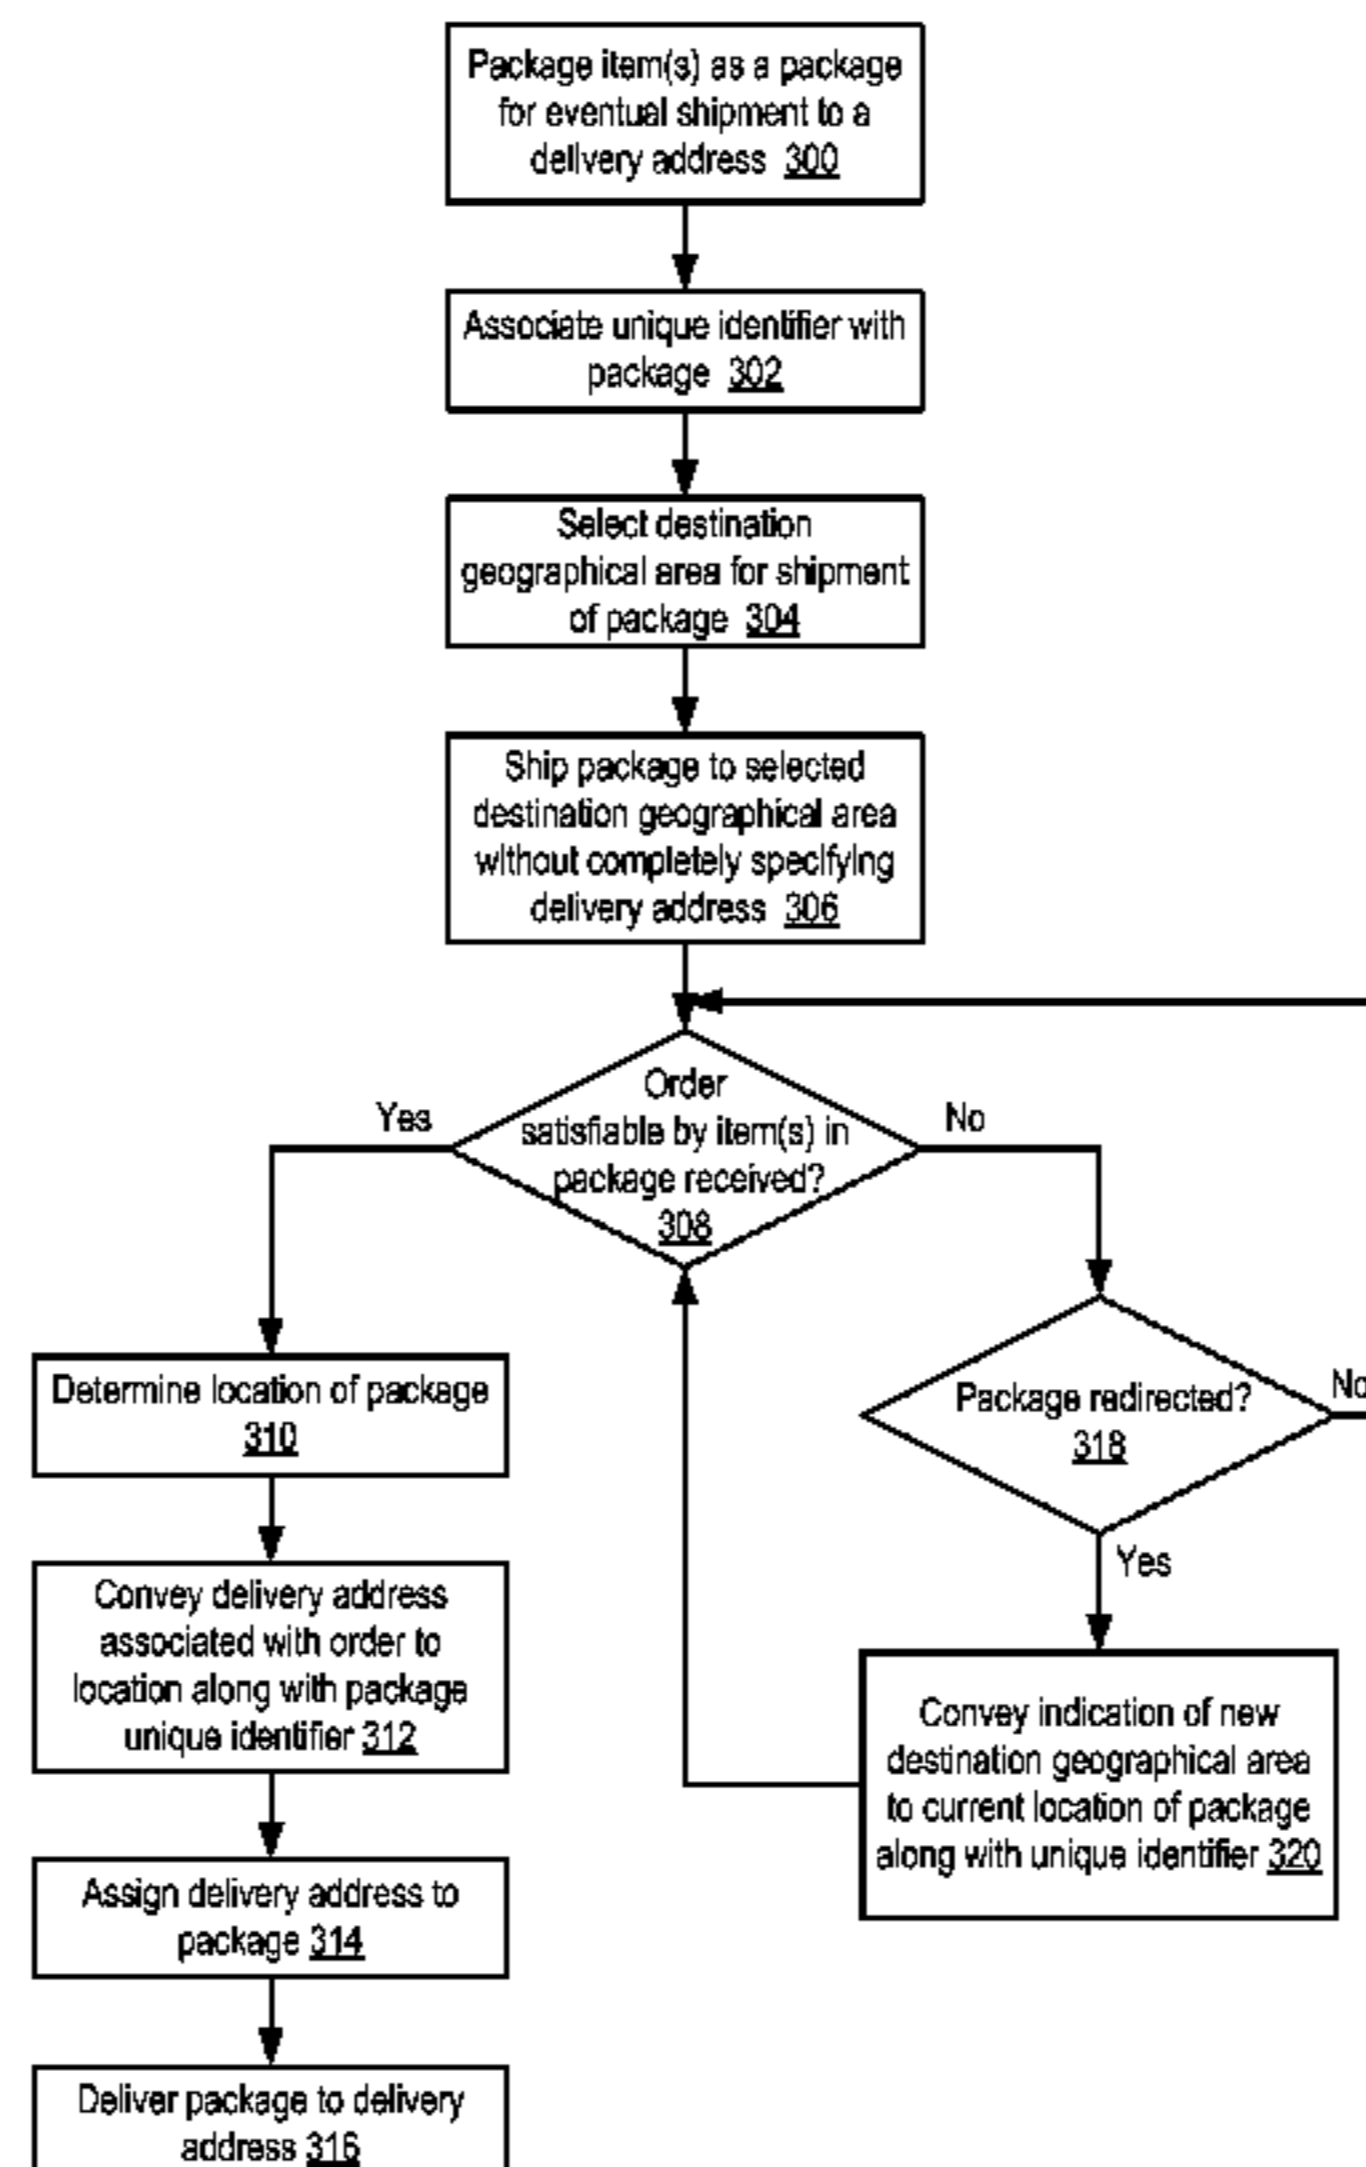 Package item(s) as a package
for eventual shipment to a
delivery address 300
Associate unique identifier with
package 302
Select destination
geographical area for shipment
of package 304
Ship package to selected
destination geographical area
without completely specifying
delivery address 306
Order
satisfiable by item(s) in
package received?
308
Yes
No
Determine location of package
310
Package redirected?
318
No
Yes
Convey delivery address
associated with order to
location along with package
unique identifier 312
Convey indication of new
destination geographical area
to current location of package
along with unique identifier 320
Assign delivery address to
package 314
Deliver package to delivery
address 316